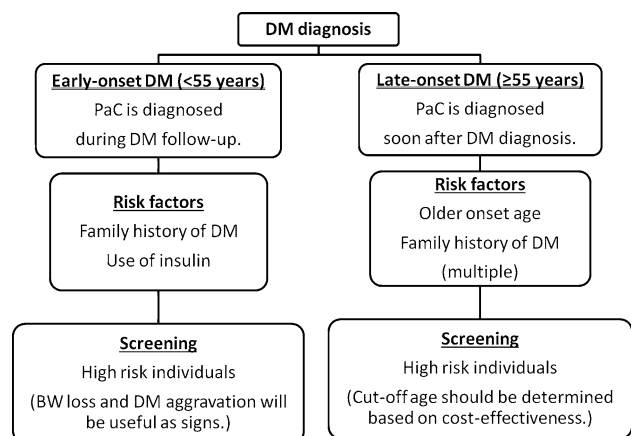 DM diagnosis
Early-onset DM (<55 years)
PaC is diagnosed
during DM follow-up.
Late-onset DM (≥55 years)
PaC is diagnosed
soon after DM diagnosis.
Risk factors
Family history of DM
Use of insulin
Risk factors
Older onset age
Family history of DM
(multiple)
Screening
High risk individuals
(BW loss and DM aggravation will
be useful as signs.)
Screening
High risk individuals
(Cut-off age should be determined
based on cost-effectiveness.)